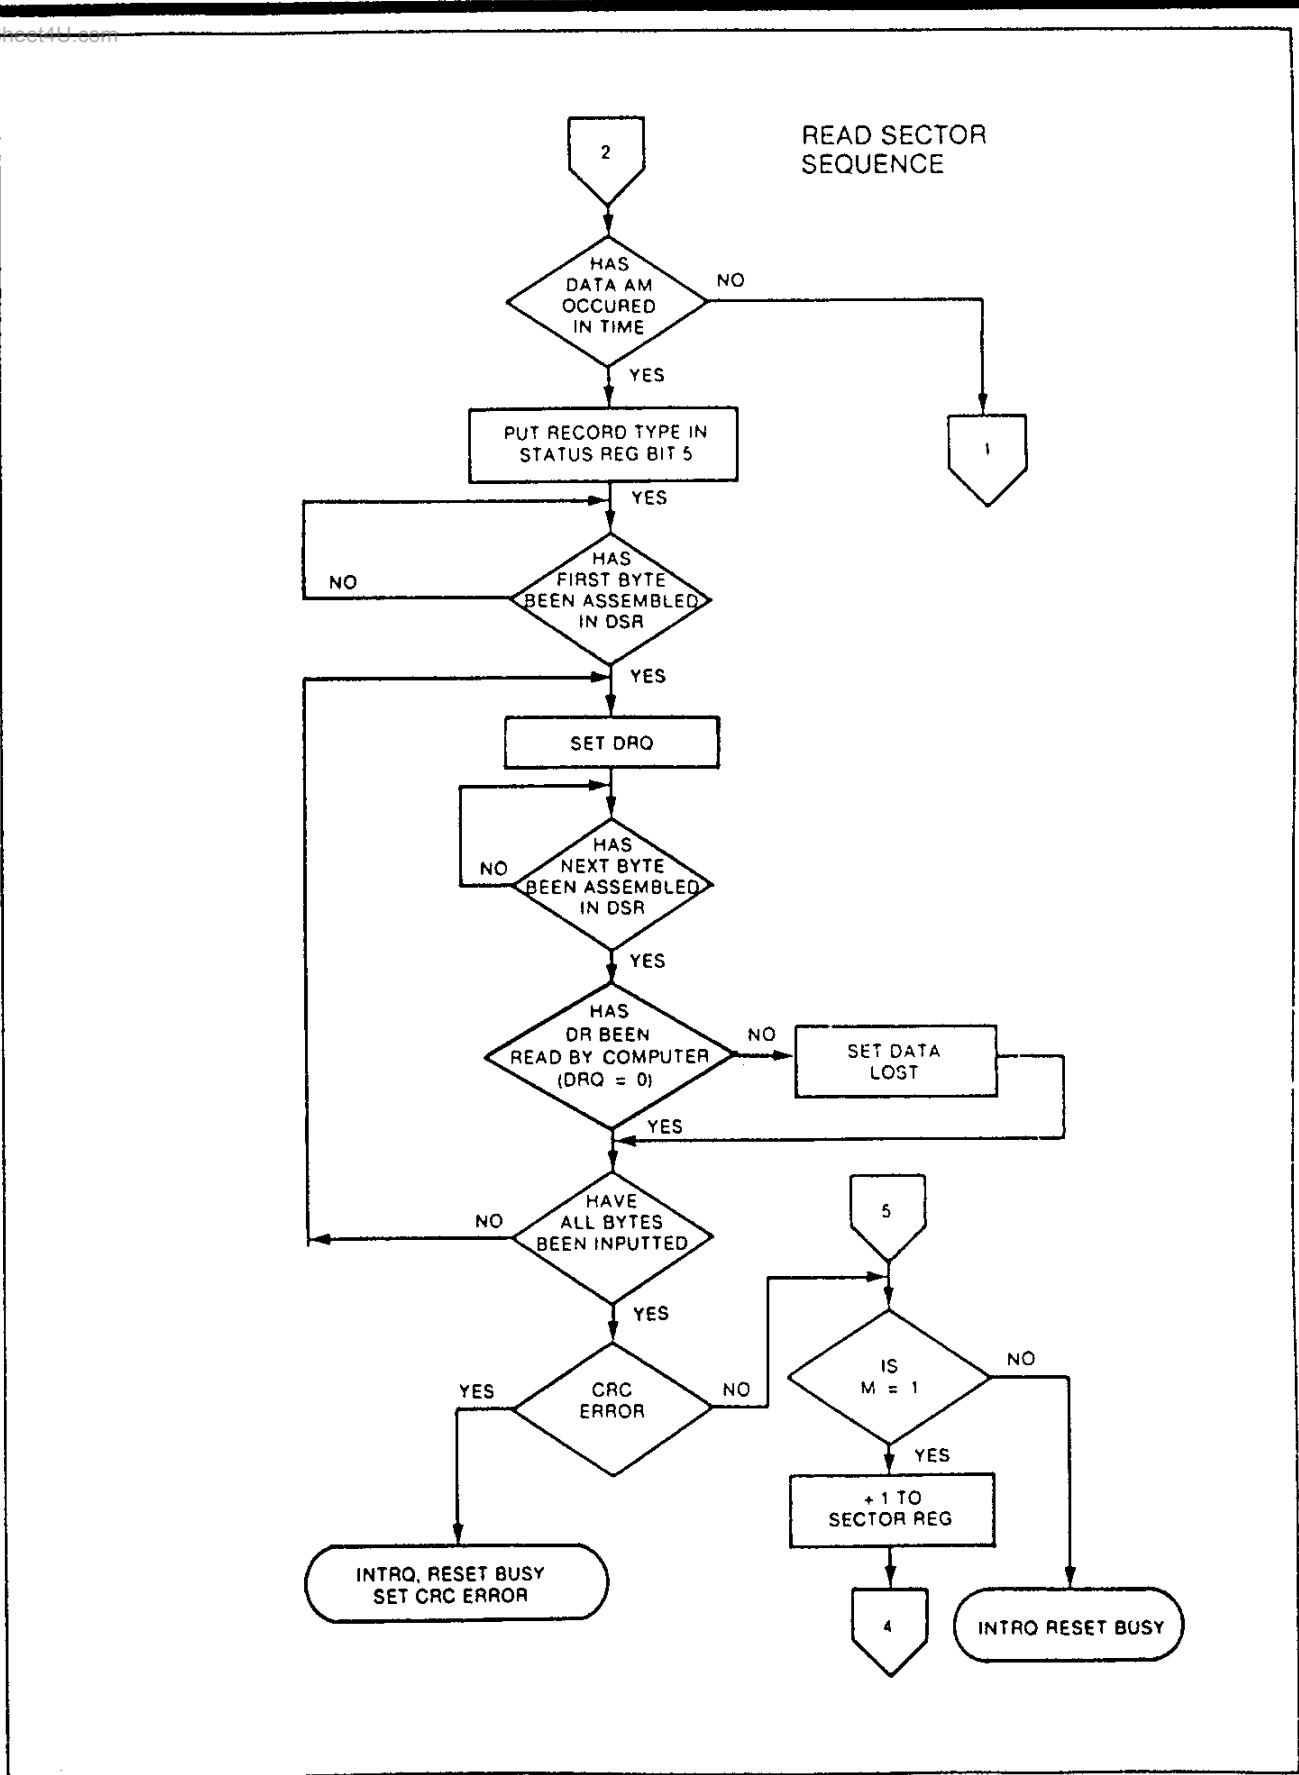 heet4U.com
READ SECTOR
SEQUENCE
2
HAS
DATA AM
OCCURED
IN TIME
NO
YES
PUT RECORD TYPE IN
STATUS REG BIT 5
1
YES
HAS
FIRST BYTE
BEEN ASSEMBLED
IN DSR
NO
YES
SET DRQ
HAS
NEXT BYTE
BEEN ASSEMBLED
IN DSR
NO
YES
HAS
DR BEEN
READ BY COMPUTER
(DRQ = 0)
NO
SET DATA
LOST
YES
HAVE
ALL BYTES
BEEN INPUTTED
NO
YES
5
CRC
ERROR
YES
NO
IS
M = 1
NO
YES
+ 1 TO
SECTOR REG
INTRQ, RESET BUSY
SET CRC ERROR
4
INTRQ RESET BUSY